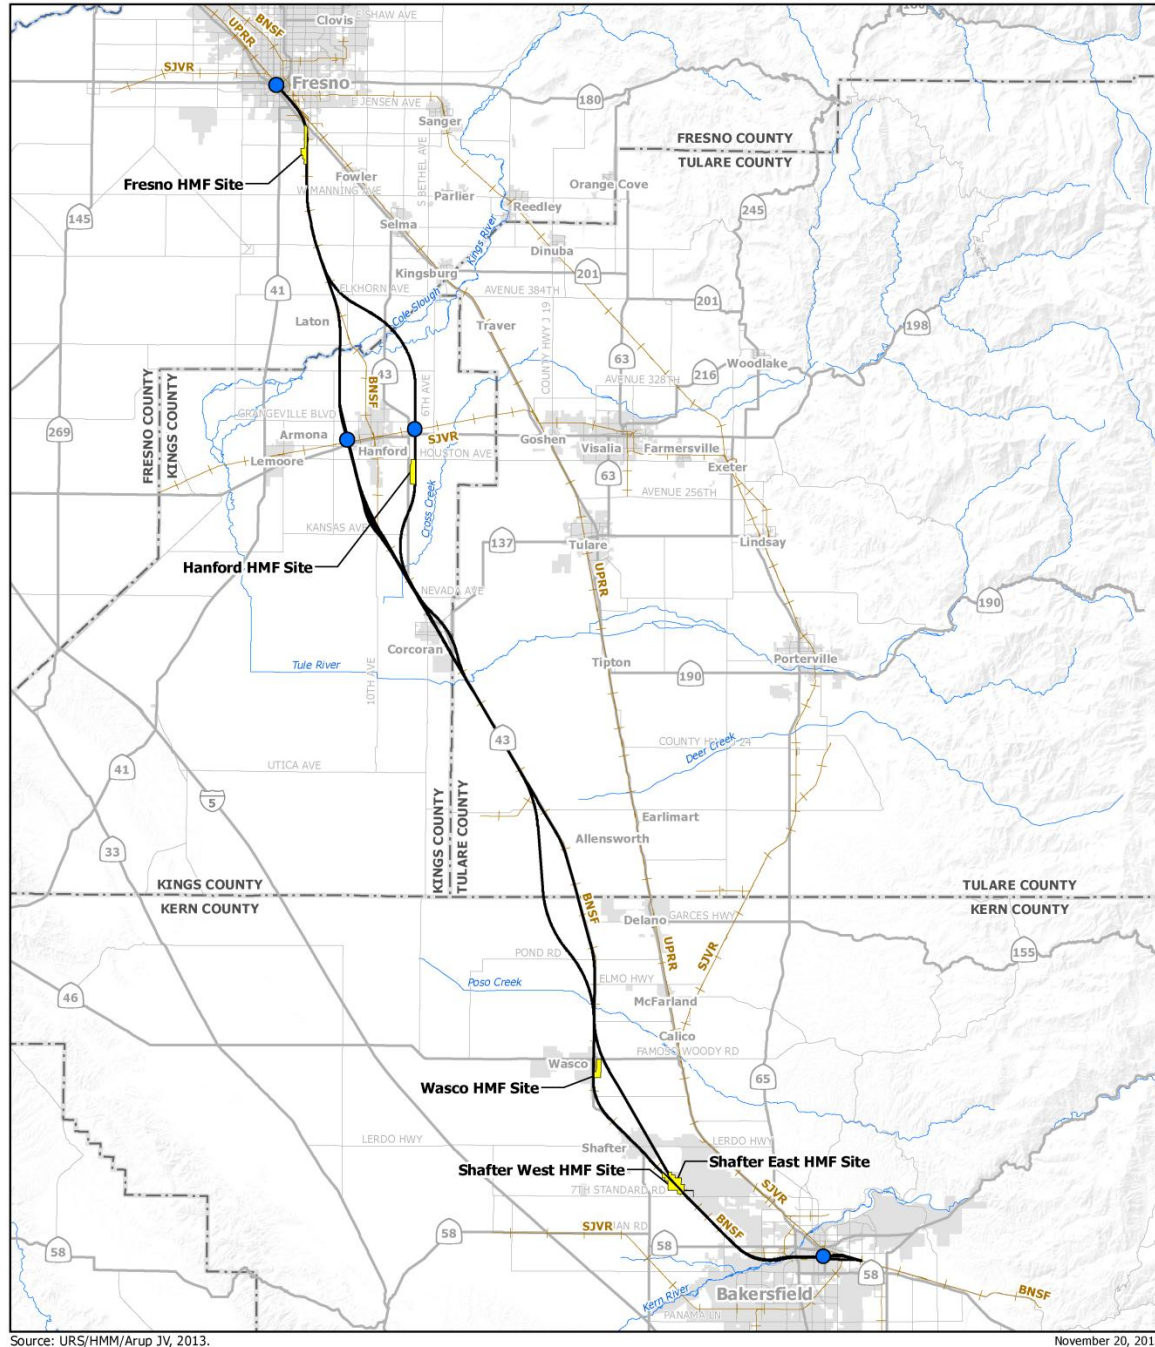 SHAW AVE
Clovis
BNSF
UPRR
180
SJVR
Fresno
E JENSEN AVE
180
Sanger
FRESNO COUNTY
TULARE COUNTY
Fresno HMF Site
Fowler
W MANNING AVE
S BETHEL AVE
Parlier
Orange Cove
Reedley
245
145
Selma
Kings River
Dinuba
Kingsburg
201
41
ELKHORN AVE
AVENUE 384TH
201
Cole Slough
Laton
Traver
COUNTY HWY J 19
198
63
Woodlake
43
AVENUE 328TH
216
BNSF
6TH AVE
FRESNO COUNTY
KINGS COUNTY
GRANGEVILLE BLVD
269
Armona
SJVR
Goshen
Lemoore
Hanford
HOUSTON AVE
Visalia
Farmersville
Exeter
63
AVENUE 256TH
Cross Creek
KANSAS AVE
137
Tulare
Lindsay
Hanford HMF Site
UPRR
NEVADA AVE
190
Corcoran
Tule River
Tipton
Porterville
10TH AVE
190
43
COUNTY HWY J 24
Deer Creek
UTICA AVE
41
5
SJVR
Earlimart
Allensworth
33
KINGS COUNTY
TULARE COUNTY
KINGS COUNTY
KERN COUNTY
TULARE COUNTY
KERN COUNTY
BNSF
Delano
GARCES HWY
UPRR
SJVR
POND RD
155
Poso Creek
ELMO HWY
46
McFarland
Calico
FAMOSO WOODY RD
Wasco
65
Wasco HMF Site
LERDO HWY
Shafter
LERDO HWY
Shafter West HMF Site
Shafter East HMF Site
7TH STANDARD RD
SJVR
BNSF
58
SJVR
58
58
58
Kern River
Bakersfield
BNSF
PANAMA LN
Source: URS/HMM/Arup JV, 2013.
November 20, 201